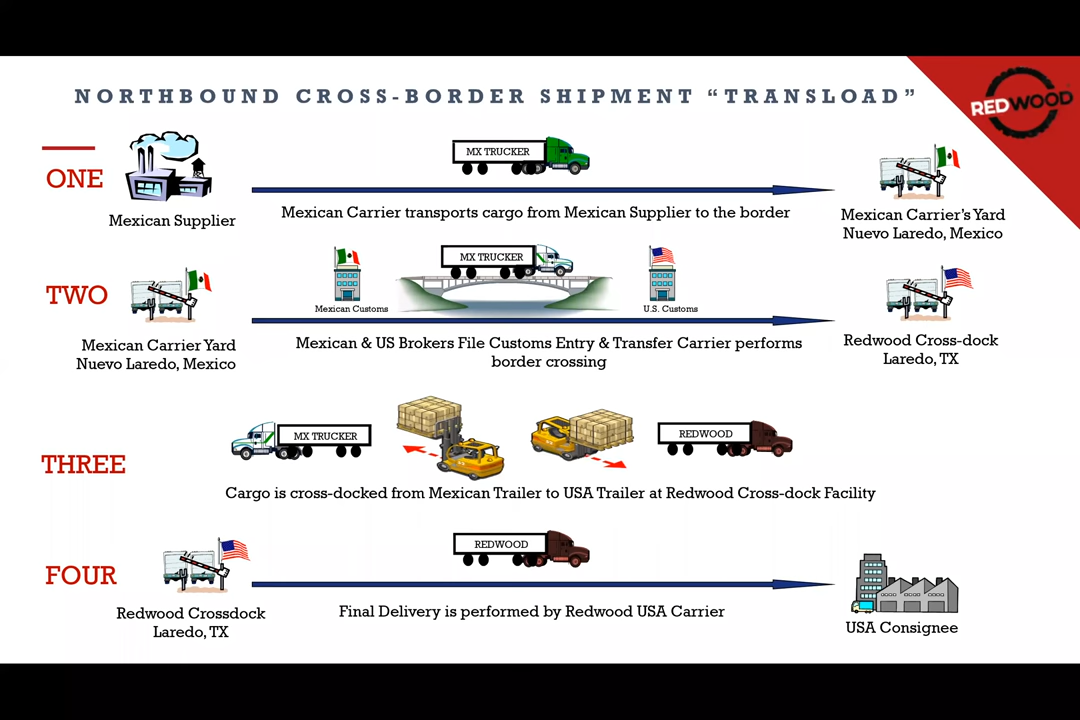 NORTHBOUND CROSS-BORDER SHIPMENT “TRANSLOAD”
REDWOOD
ONE
MX TRUCKER
Mexican Supplier
Mexican Carrier transports cargo from Mexican Supplier to the border
Mexican Carrier’s Yard
Nuevo Laredo, Mexico
TWO
MX TRUCKER
Mexican Customs
U.S. Customs
Mexican Carrier Yard
Nuevo Laredo, Mexico
Mexican & US Brokers File Customs Entry & Transfer Carrier performs
border crossing
Redwood Cross-dock
Laredo, TX
THREE
MX TRUCKER
REDWOOD
Cargo is cross-docked from Mexican Trailer to USA Trailer at Redwood Cross-dock Facility
FOUR
REDWOOD
Redwood Crossdock
Laredo, TX
Final Delivery is performed by Redwood USA Carrier
USA Consignee